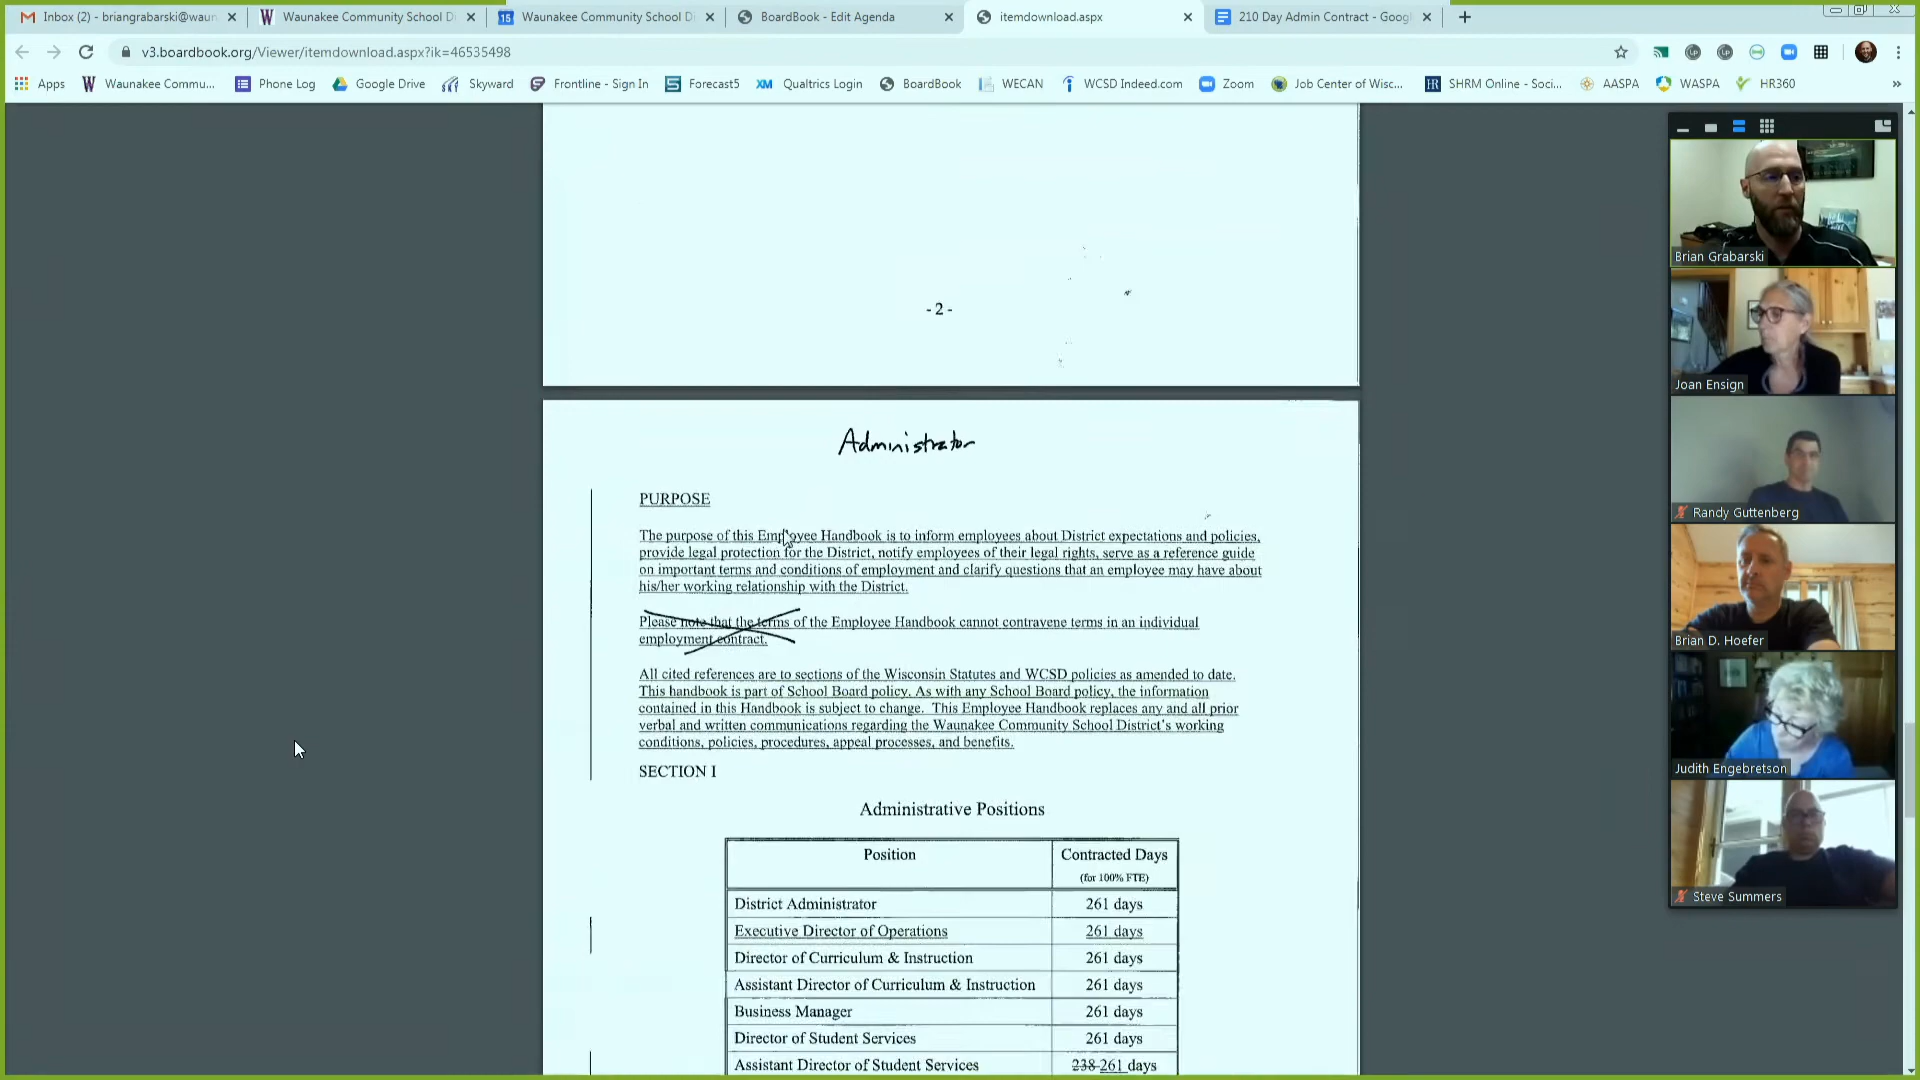 Inbox (2) - briangrabarski@waun
Waunakee Community School D
15
Waunakee Community School D
BoardBook - Edit Agenda
itemdownload.aspx
210 Day Admin Contract - Goog
v3.boardbook.org/Viewer/itemdownload.aspx?ik=46535498
Apps
Waunakee Commu...
Phone Log
Google Drive
Skyward
Frontline - Sign In
Forecast5
XM Qualtrics Login
BoardBook
WECAN
WCSD Indeed.com
Zoom
Job Center of Wisc...
HR SHRM Online - Soci...
AASPA
WASPA
HR360
»
- 2 -
Administrator
PURPOSE
The purpose of this Employee Handbook is to inform employees about District expectations and policies,
provide legal protection for the District, notify employees of their legal rights, serve as a reference guide
on important terms and conditions of employment and clarify questions that an employee may have about
his/her working relationship with the District.
Please note that the terms of the Employee Handbook cannot contravene terms in an individual
employment contract.
All cited references are to sections of the Wisconsin Statutes and WCSD policies as amended to date.
This handbook is part of School Board policy. As with any School Board policy, the information
contained in this Handbook is subject to change. This Employee Handbook replaces any and all prior
verbal and written communications regarding the Waunakee Community School District's working
conditions, policies, procedures, appeal processes, and benefits.
SECTION I
Administrative Positions
Position Contracted Days
(for 100% FTE)
District Administrator 261 days
Executive Director of Operations 261 days
Director of Curriculum & Instruction 261 days
Assistant Director of Curriculum & Instruction 261 days
Business Manager 261 days
Director of Student Services 261 days
Assistant Director of Student Services 238 261 days
Brian Grabarski
Joan Ensign
Randy Guttenberg
Brian D. Hoefer
Judith Engebretson
Steve Summers